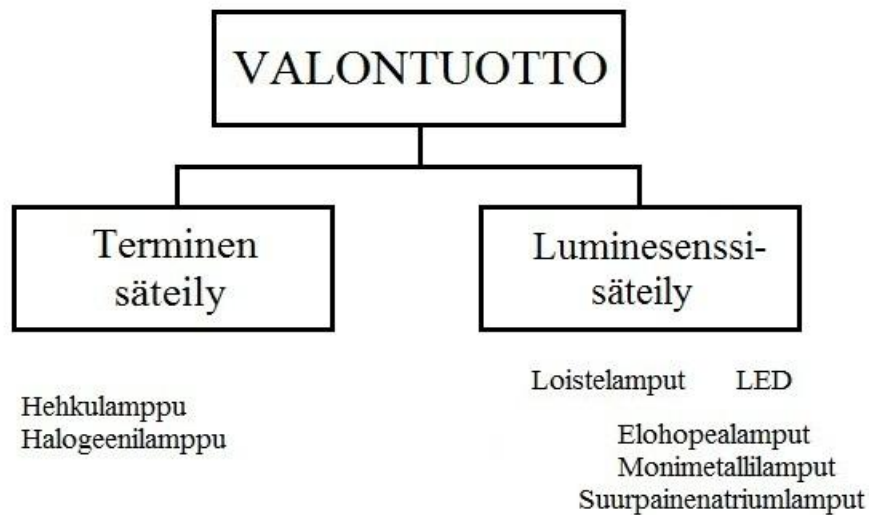 VALONTUOTTO
Terminen
säteily
Luminesenssi-
säteily
Hehkulamppu
Halogeenilamppu
Loistelamput LED
Elohopealamput
Monimetallilamput
Suurpainenatriumlamput